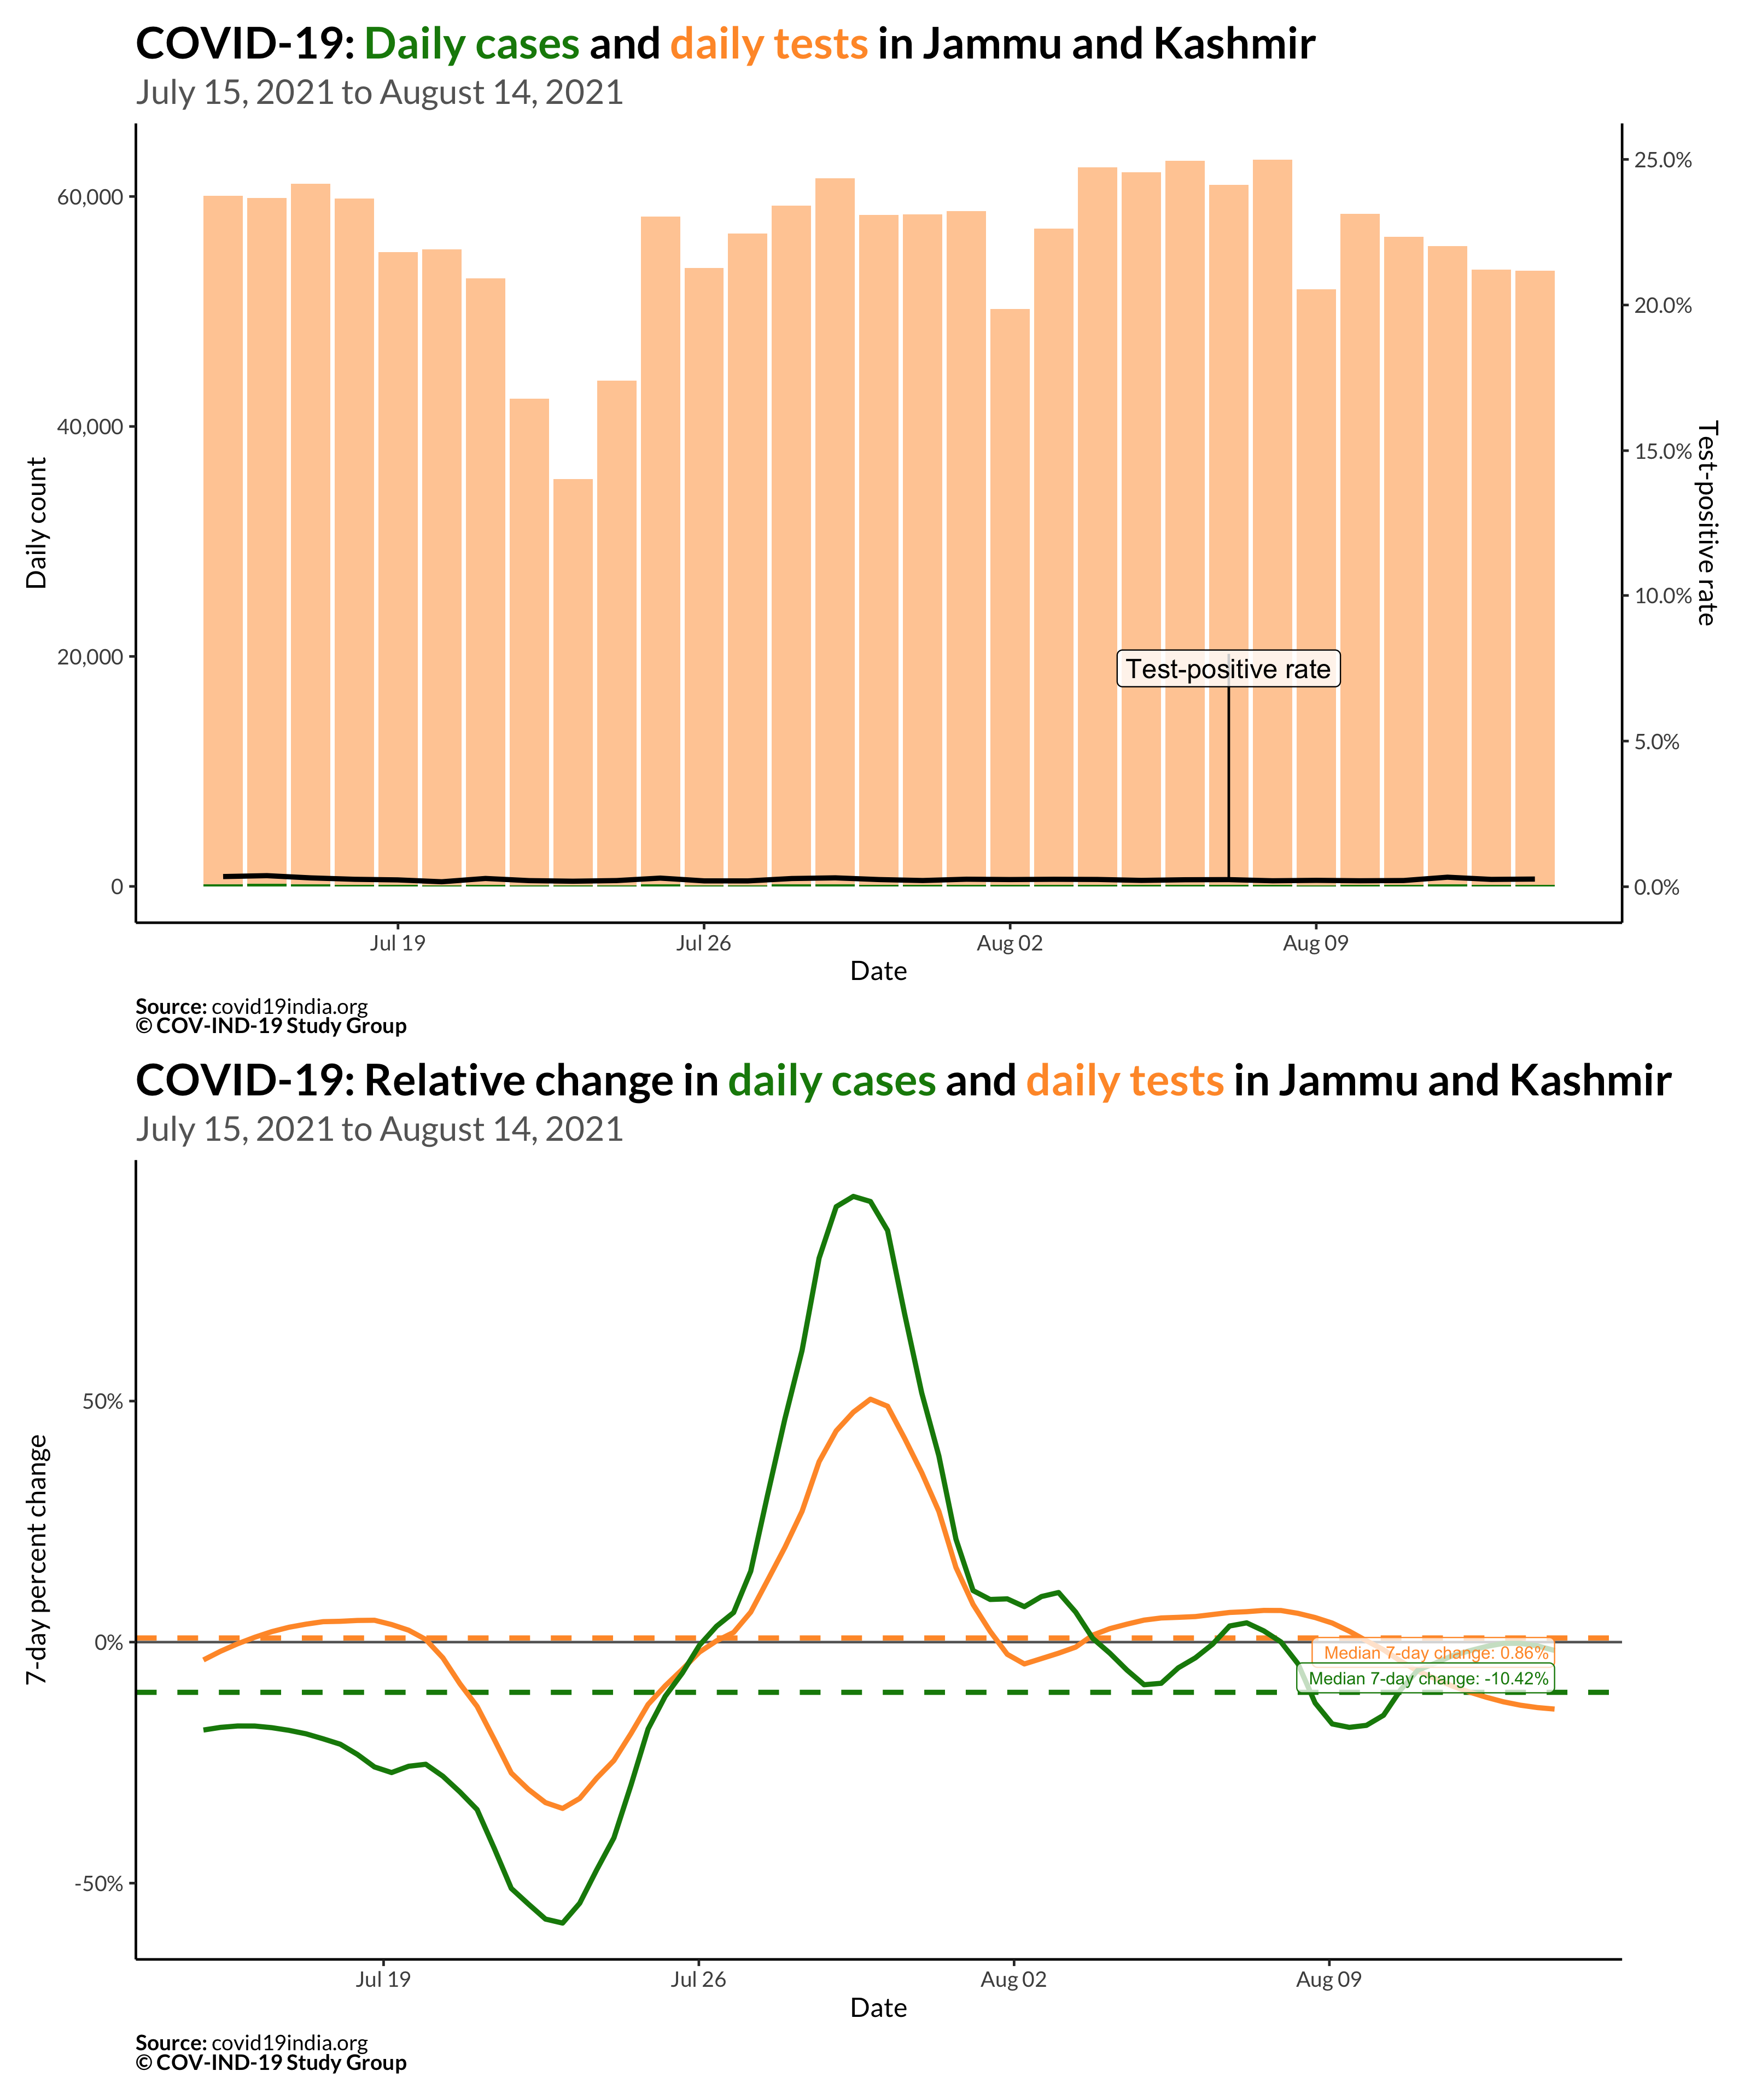 COVID-19: Daily cases and daily tests in Jammu and Kashmir
July 15, 2021 to August 14, 2021
60,000
40,000
20,000
0
Daily count
25.0%
20.0%
15.0%
10.0%
5.0%
0.0%
Test-positive rate
Test-positive rate
Jul 19
Jul 26
Aug 02
Aug 09
Date
Source: covid19india.org
© COV-IND-19 Study Group
COVID-19: Relative change in daily cases and daily tests in Jammu and Kashmir
July 15, 2021 to August 14, 2021
50%
0%
-50%
7-day percent change
Median 7-day change: 0.86%
Median 7-day change: -10.42%
Jul 19
Jul 26
Aug 02
Aug 09
Date
Source: covid19india.org
© COV-IND-19 Study Group